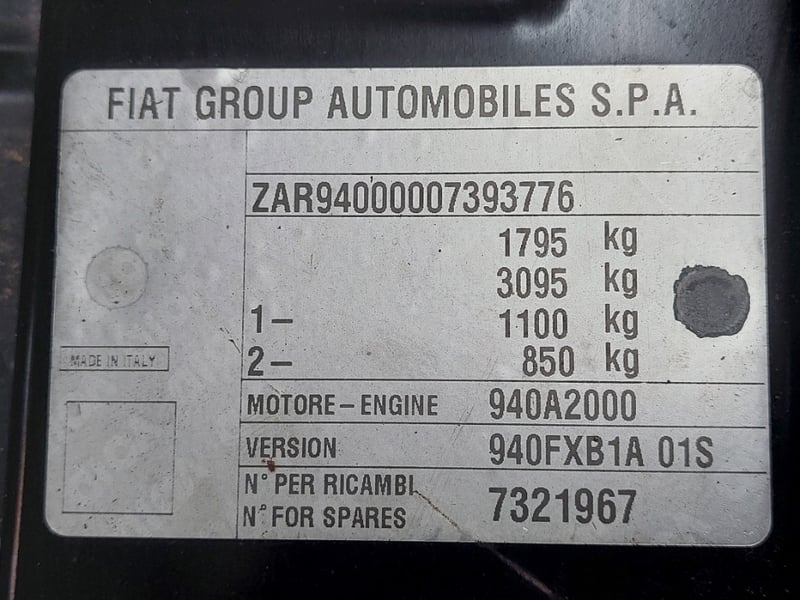 FIAT GROUP AUTOMOBILES S.P.A.
ZAR94000007393776
1795 kg
3095 kg
1– 1100 kg
2– 850 kg
MADE IN ITALY
MOTORE – ENGINE 940A2000
VERSION 940FXB1A 01S
N° PER RICAMBI
N° FOR SPARES 7321967